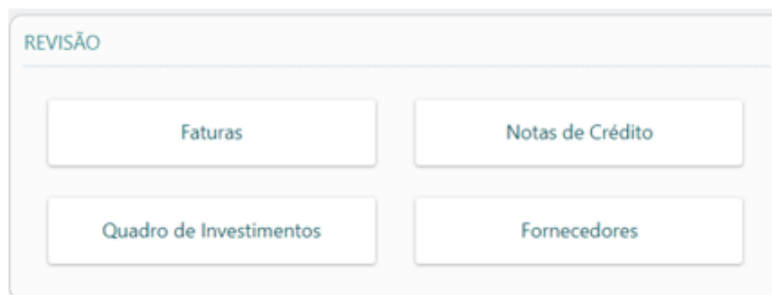 REVISÃO
Faturas
Notas de Crédito
Quadro de Investimentos
Fornecedores